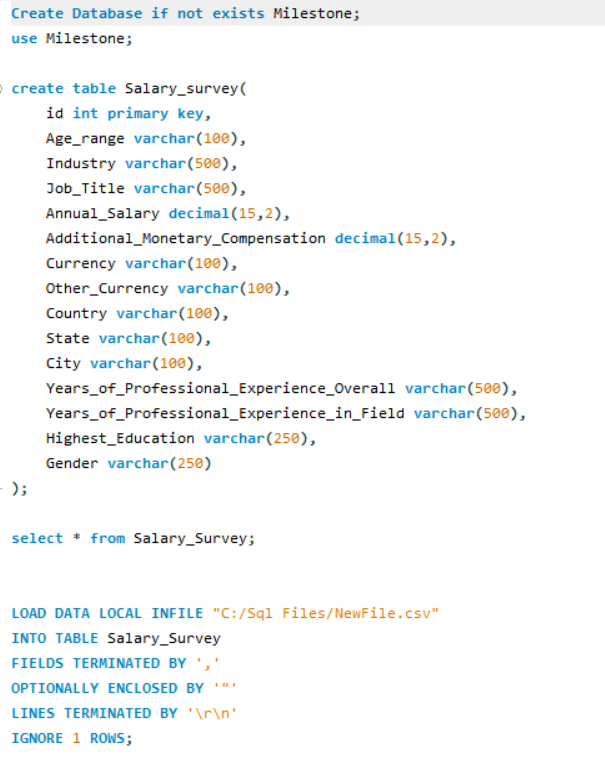 Create Database if not exists Milestone;
use Milestone;
create table Salary_survey(
id int primary key,
Age_range varchar(100),
Industry varchar(500),
Job_Title varchar(500),
Annual_Salary decimal(15,2),
Additional_Monetary_Compensation decimal(15,2),
Currency varchar(100),
Other_Currency varchar(100),
Country varchar(100),
State varchar(100),
City varchar(100),
Years_of_Professional_Experience_Overall varchar(500),
Years_of_Professional_Experience_in_Field varchar(500),
Highest_Education varchar(250),
Gender varchar(250)
);
select * from Salary_Survey;
LOAD DATA LOCAL INFILE "C:/Sql Files/NewFile.csv"
INTO TABLE Salary_Survey
FIELDS TERMINATED BY ','
OPTIONALLY ENCLOSED BY '"'
LINES TERMINATED BY '\r\n'
IGNORE 1 ROWS;